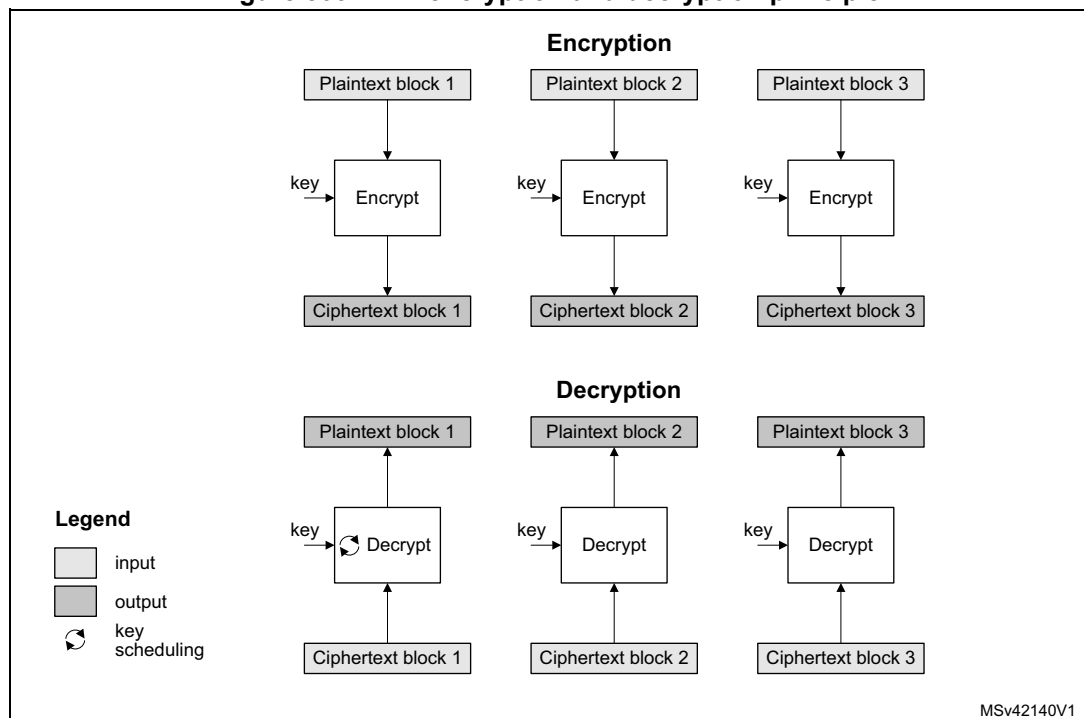 Encryption
Plaintext block 1 Plaintext block 2 Plaintext block 3
key Encrypt key Encrypt key Encrypt
Ciphertext block 1 Ciphertext block 2 Ciphertext block 3
Decryption
Plaintext block 1 Plaintext block 2 Plaintext block 3
Legend
key Decrypt key Decrypt key Decrypt
input
output
key
scheduling
Ciphertext block 1 Ciphertext block 2 Ciphertext block 3
MSv42140V1